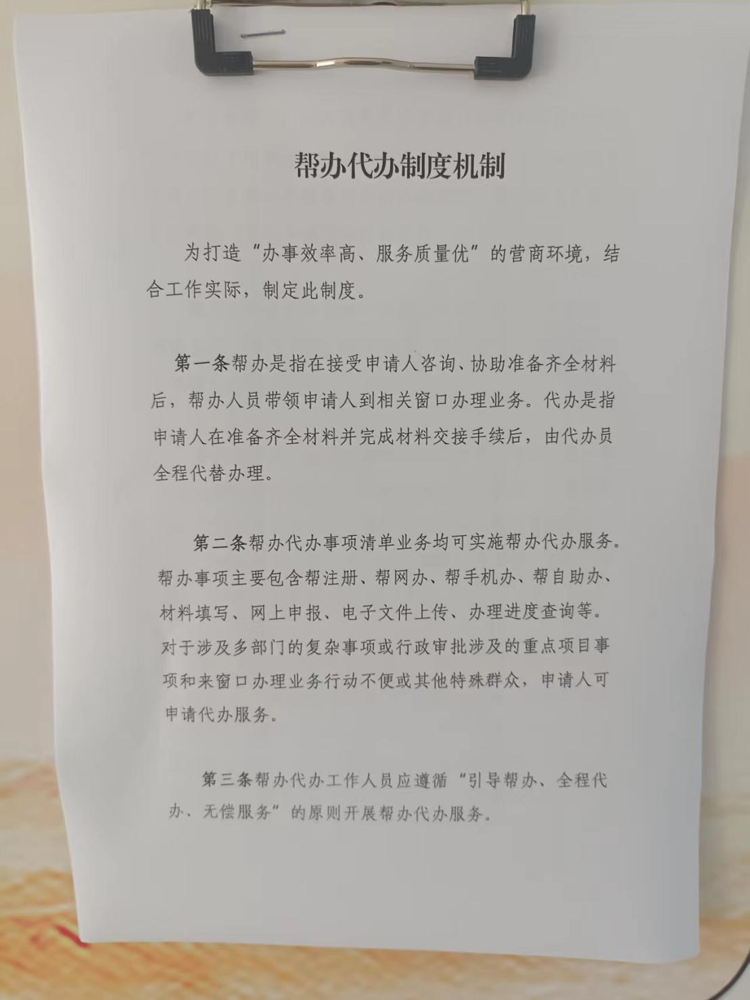 帮办代办制度机制
为打造“办事效率高、服务质量优”的营商环境，结
合工作实际，制定此制度。
第一条帮办是指在接受申请人咨询、协助准备齐全材料
后，帮办人员带领申请人到相关窗口办理业务。代办是指
申请人在准备齐全材料并完成材料交接手续后，由代办员
全程代替办理。
第二条帮办代办事项清单业务均可实施帮办代办服务。
帮办事项主要包含帮注册、帮网办、帮手机办、帮自助办、
材料填写、网上申报、电子文件上传、办理进度查询等。
对于涉及多部门的复杂事项或行政审批涉及的重点项目事
项和来窗口办理业务行动不便或其他特殊群众，申请人可
申请代办服务。
第三条帮办代办工作人员应遵循“引导帮办、全程代
办、无偿服务”的原则开展帮办代办服务。